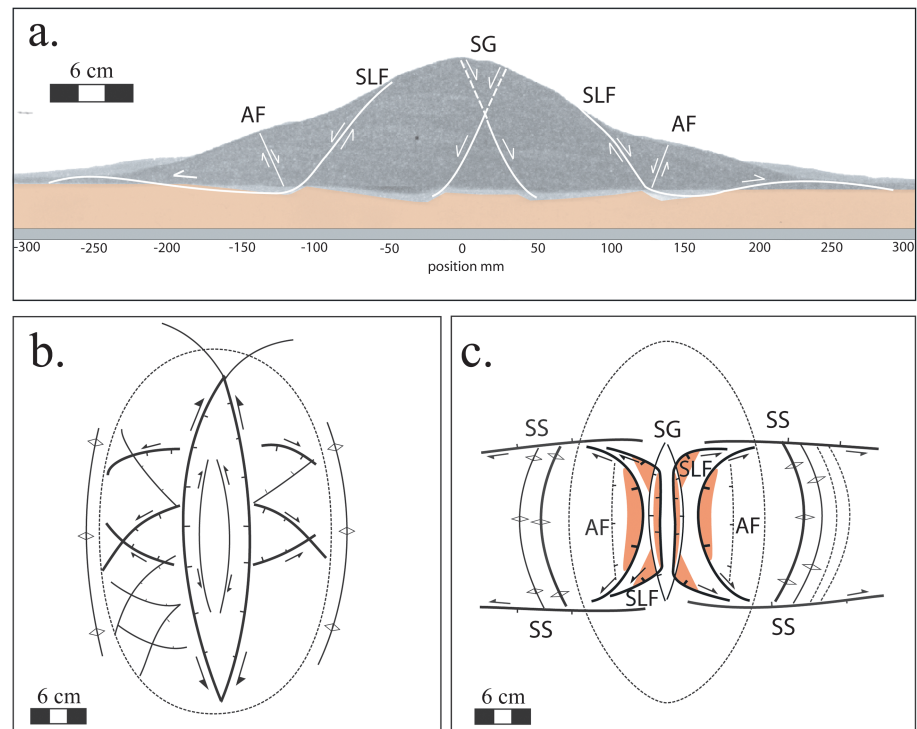 a.
6 cm
SG
SLF
SLF
AF
AF
-300 -250 -200 -150 -100 -50 0 50 100 150 200 250 300
position mm
b.
6 cm
c.
SS
SG
SS
SLF
AF
AF
SLF
SS
SS
6 cm